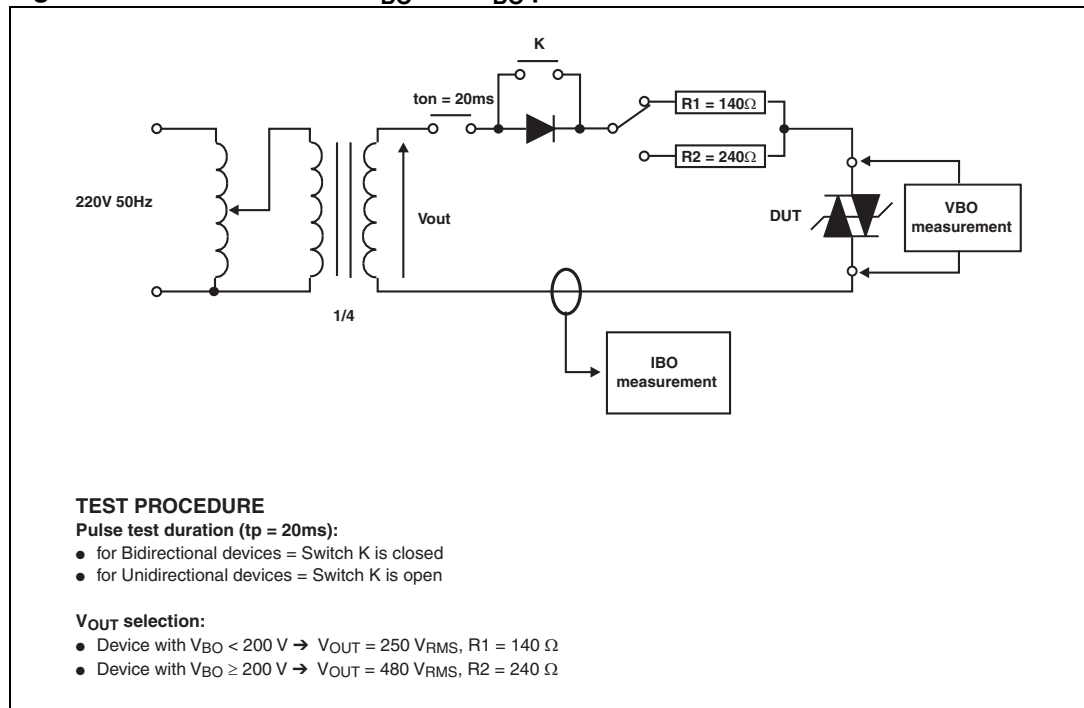 K
ton = 20ms
R1 = 140Ω
R2 = 240Ω
220V 50Hz
Vout
DUT
VBO
measurement
1/4
IBO
measurement
TEST PROCEDURE
Pulse test duration (tp = 20ms):
● for Bidirectional devices = Switch K is closed
● for Unidirectional devices = Switch K is open
VOUT selection:
● Device with VBO < 200 V ➔ VOUT = 250 VRMS, R1 = 140 Ω
● Device with VBO ≥ 200 V ➔ VOUT = 480 VRMS, R2 = 240 Ω